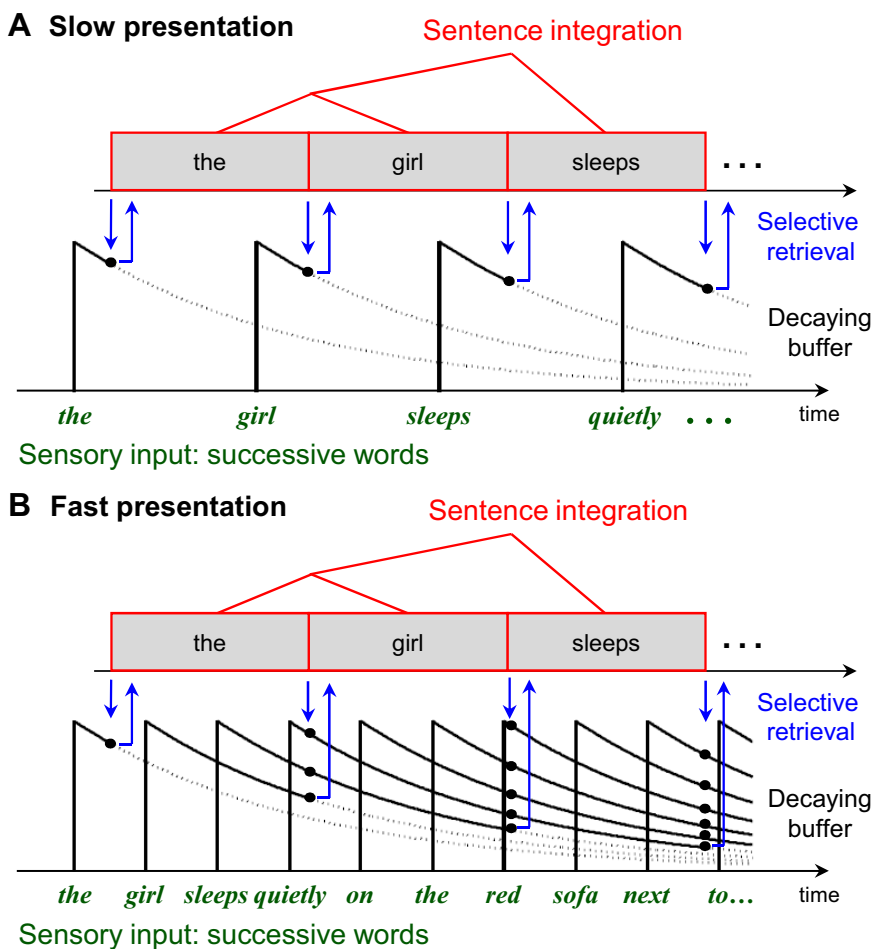 A Slow presentation
Sentence integration
the girl sleeps ...
Selective
retrieval
Decaying
buffer
the girl sleeps quietly ... time
Sensory input: successive words
B Fast presentation
Sentence integration
the girl sleeps ...
Selective
retrieval
Decaying
buffer
the girl sleeps quietly on the red sofa next to... time
Sensory input: successive words